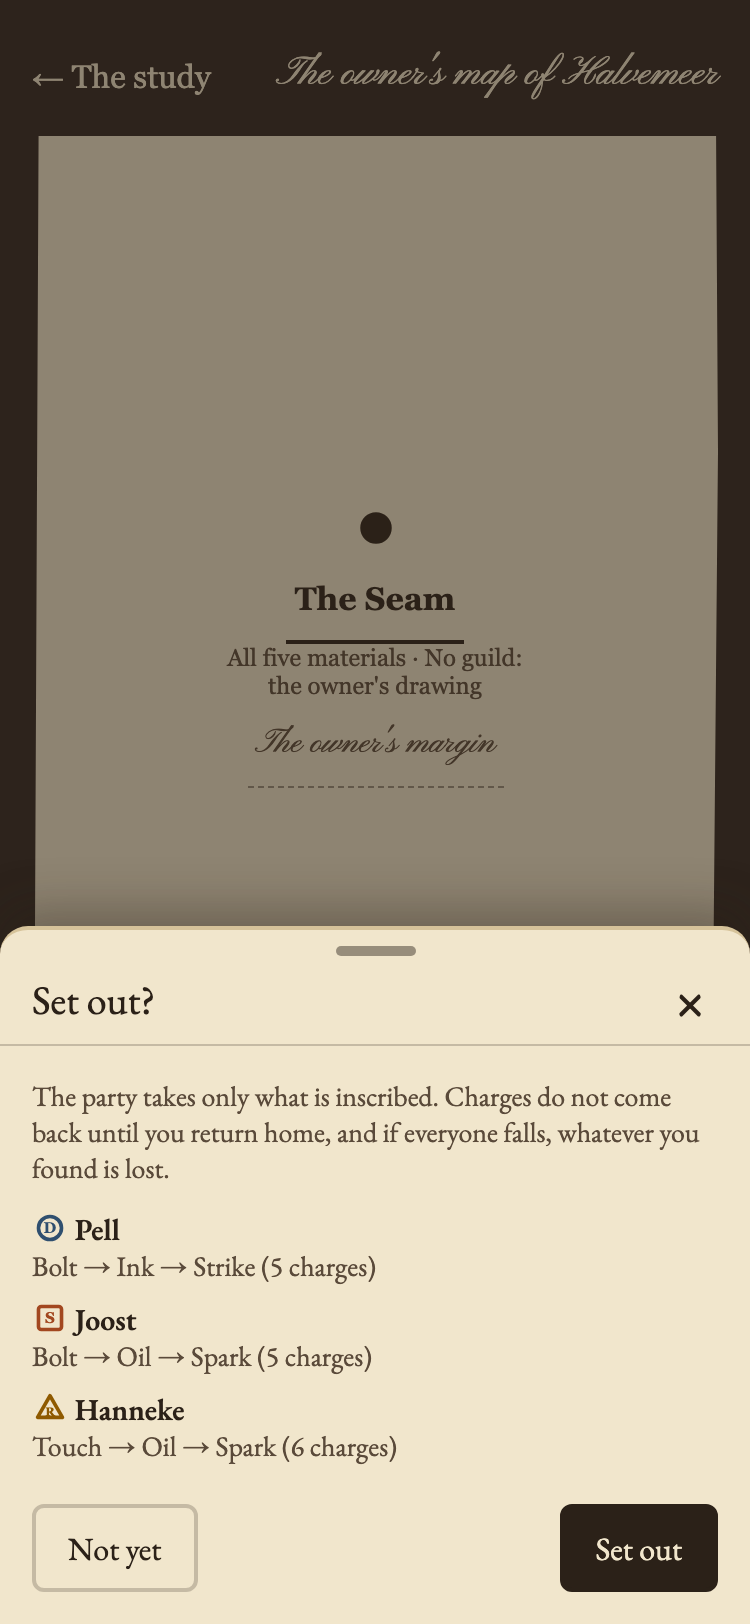 ← The study
The owner's map of Halvemeer
The Seam
All five materials · No guild:
the owner's drawing
The owner's margin
Set out?
The party takes only what is inscribed. Charges do not come
back until you return home, and if everyone falls, whatever you
found is lost.
D Pell
Bolt → Ink → Strike (5 charges)
S Joost
Bolt → Oil → Spark (5 charges)
R Hanneke
Touch → Oil → Spark (6 charges)
Not yet
Set out